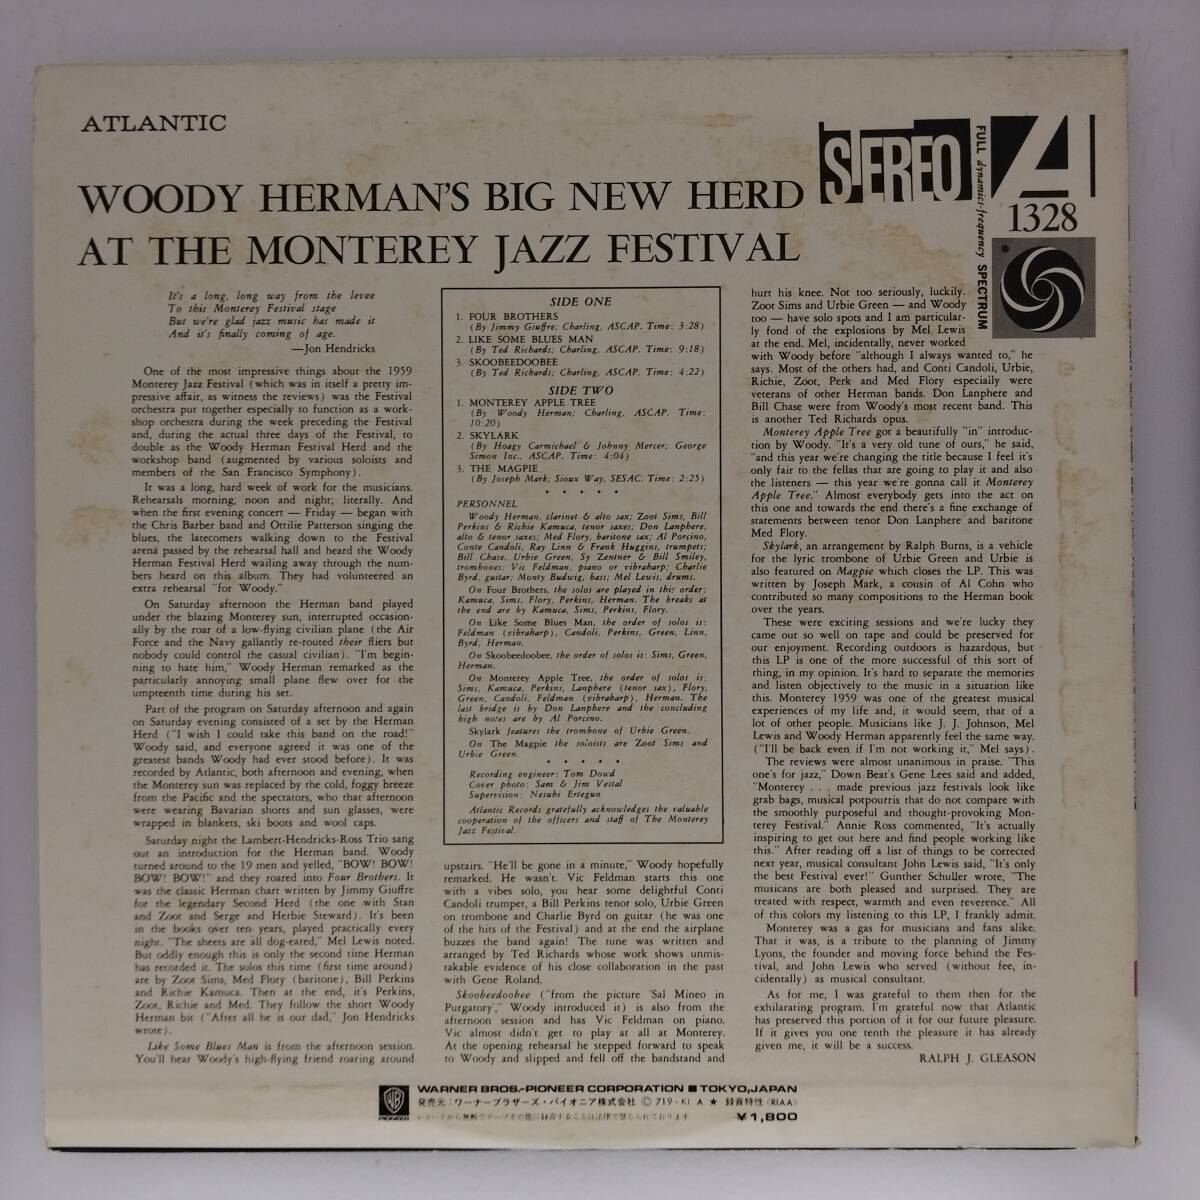 ATLANTIC
STEREO
FULL dynamics-frequency SPECTRUM
A
1328
WOODY HERMAN'S BIG NEW HERD
AT THE MONTEREY JAZZ FESTIVAL
It's a long, long way from the levee
To this Monterey Festival stage
But we're glad jazz music has made it
And it's finally coming of age.
—Jon Hendricks
One of the most impressive things about the 1959
Monterey Jazz Festival (which was in itself a pretty im-
pressive affair, as witness the reviews) was the Festival
orchestra put together especially to function as a work-
shop orchestra during the week preceding the Festival
and, during the actual three days of the Festival, to
double as the Woody Herman Festival Herd and the
workshop band (augmented by various soloists and
members of the San Francisco Symphony).
It was a long, hard week of work for the musicians.
Rehearsals morning, noon and night; literally. And
when the first evening concert — Friday — began with
the Chris Barber band and Ottilie Patterson singing the
blues, the latecomers walking down to the Festival
arena passed by the rehearsal hall and heard the Woody
Herman Festival Herd wailing away through the num-
bers heard on this album. They had volunteered an
extra rehearsal "for Woody."
On Saturday afternoon the Herman band played
under the blazing Monterey sun, interrupted occasion-
ally by the roar of a low-flying civilian plane (the Air
Force and the Navy gallantly re-routed their fliers but
nobody could control the casual civilian). "I'm begin-
ning to hate him," Woody Herman remarked as the
particularly annoying small plane flew over for the
umpteenth time during his set.
Part of the program on Saturday afternoon and again
on Saturday evening consisted of a set by the Herman
Herd ("I wish I could take this band on the road!"
Woody said, and everyone agreed it was one of the
greatest bands Woody had ever stood before). It was
recorded by Atlantic, both afternoon and evening, when
the Monterey sun was replaced by the cold, foggy breeze
from the Pacific and the spectators, who that afternoon
were wearing Bavarian shorts and sun glasses, were
wrapped in blankets, ski boots and wool caps.
Saturday night the Lambert-Hendricks-Ross Trio sang
out an introduction for the Herman band. Woody
turned around to the 19 men and yelled, "BOW! BOW!
BOW! BOW!" and they roared into Four Brothers. It
was the classic Herman chart written by Jimmy Giuffre
for the legendary Second Herd (the one with Stan
and Zoot and Serge and Herbie Steward). It's been
in the books over ten years, played practically every
night. "The sheets are all dog-eared," Mel Lewis noted.
But oddly enough this is only the second time Herman
has recorded it. The solos this time (first time around)
are by Zoot Sims, Med Flory (baritone), Bill Perkins
and Richie Kamuca. Then at the end, it's Perkins,
Zoot, Richie and Med. They follow the short Woody
Herman bit ("After all he is our dad," Jon Hendricks
wrote).
Like Some Blues Man is from the afternoon session.
You'll hear Woody's high-flying friend roaring around
SIDE ONE
1. FOUR BROTHERS
(By Jimmy Giuffre; Charling, ASCAP. Time: 3:28)
2. LIKE SOME BLUES MAN
(By Ted Richards; Charling, ASCAP. Time: 9:18)
3. SKOOBEEDOOBEE
(By Ted Richards; Charling, ASCAP. Time: 4:22)
SIDE TWO
1. MONTEREY APPLE TREE
(By Woody Herman; Charling, ASCAP. Time:
10:20)
2. SKYLARK
(By Hoagy Carmichael & Johnny Mercer; George
Simon Inc., ASCAP. Time: 4:04)
3. THE MAGPIE
(By Joseph Mark; Sioux Way, SESAC. Time: 2:25)
* * * * *
PERSONNEL
Woody Herman, clarinet & alto sax; Zoot Sims, Bill
Perkins & Richie Kamuca, tenor saxes; Don Lanphere,
alto & tenor saxes; Med Flory, baritone sax; Al Porcino,
Conte Candoli, Ray Linn & Frank Huggins, trumpets;
Bill Chase, Urbie Green, Sy Zentner & Bill Smiley,
trombones; Vic Feldman, piano or vibraharp; Charlie
Byrd, guitar; Monty Budwig, bass; Mel Lewis, drums.
On Four Brothers, the solos are played in this order:
Kamuca, Sims, Flory, Perkins, Herman. The breaks at
the end are by Kamuca, Sims, Perkins, Flory.
On Like Some Blues Man, the order of solos is:
Feldman (vibraharp), Candoli, Perkins, Green, Linn,
Byrd, Herman.
On Skoobeedoobee, the order of solos is: Sims, Green,
Herman.
On Monterey Apple Tree, the order of solos is:
Sims, Kamuca, Perkins, Lanphere (tenor sax), Flory,
Green, Candoli, Feldman (vibraharp), Herman. The
last bridge is by Don Lanphere and the concluding
high notes are by Al Porcino.
Skylark features the trombone of Urbie Green.
On The Magpie the soloists are Zoot Sims and
Urbie Green.
* * * * *
Recording engineer: Tom Dowd
Cover photo: Sam & Jim Vestal
Supervision: Nesuhi Ertegun
Atlantic Records gratefully acknowledges the valuable
cooperation of the officers and staff of The Monterey
Jazz Festival.
upstairs. "He'll be gone in a minute," Woody hopefully
remarked. He wasn't. Vic Feldman starts this one
with a vibes solo, you hear some delightful Conti
Candoli trumpet, a Bill Perkins tenor solo, Urbie Green
on trombone and Charlie Byrd on guitar (he was one
of the hits of the Festival) and at the end the airplane
buzzes the band again! The tune was written and
arranged by Ted Richards whose work shows unmis-
takable evidence of his close collaboration in the past
with Gene Roland.
Skoobeedoobee ("from the picture 'Sal Mineo in
Purgatory'," Woody introduced it) is also from the
afternoon session and has Vic Feldman on piano.
Vic almost didn't get to play at all at Monterey.
At the opening rehearsal he stepped forward to speak
to Woody and slipped and fell off the bandstand and
hurt his knee. Not too seriously, luckily.
Zoot Sims and Urbie Green — and Woody
too — have solo spots and I am particular-
ly fond of the explosions by Mel Lewis
at the end. Mel, incidentally, never worked
with Woody before "although I always wanted to," he
says. Most of the others had, and Conti Candoli, Urbie,
Richie, Zoot, Perk and Med Flory especially were
veterans of other Herman bands. Don Lanphere and
Bill Chase were from Woody's most recent band. This
is another Ted Richards opus.
Monterey Apple Tree got a beautifully "in" introduc-
tion by Woody. "It's a very old tune of ours," he said,
"and this year we're changing the title because I feel it's
only fair to the fellas that are going to play it and also
the listeners — this year we're gonna call it Monterey
Apple Tree." Almost everybody gets into the act on
this one and towards the end there's a fine exchange of
statements between tenor Don Lanphere and baritone
Med Flory.
Skylark, an arrangement by Ralph Burns, is a vehicle
for the lyric trombone of Urbie Green and Urbie is
also featured on Magpie which closes the LP. This was
written by Joseph Mark, a cousin of Al Cohn who
contributed so many compositions to the Herman book
over the years.
These were exciting sessions and we're lucky they
came out so well on tape and could be preserved for
our enjoyment. Recording outdoors is hazardous, but
this LP is one of the more successful of this sort of
thing, in my opinion. It's hard to separate the memories
and listen objectively to the music in a situation like
this. Monterey 1959 was one of the greatest musical
experiences of my life and, it would seem, that of a
lot of other people. Musicians like J. J. Johnson, Mel
Lewis and Woody Herman apparently feel the same way.
("I'll be back even if I'm not working it," Mel says).
The reviews were almost unanimous in praise. "This
one's for jazz," Down Beat's Gene Lees said and added,
"Monterey . . . made previous jazz festivals look like
grab bags, musical potpourris that do not compare with
the smoothly purposeful and thought-provoking Mon-
terey Festival." Annie Ross commented, "It's actually
inspiring to get out here and find people working like
this." After reading off a list of things to be corrected
next year, musical consultant John Lewis said, "It's only
the best Festival ever!" Gunther Schuller wrote, "The
musicans are both pleased and surprised. They are
treated with respect, warmth and even reverence." All
of this colors my listening to this LP, I frankly admit.
Monterey was a gas for musicians and fans alike.
That it was, is a tribute to the planning of Jimmy
Lyons, the founder and moving force behind the Fes-
tival, and John Lewis who served (without fee, in-
cidentally) as musical consultant.
As for me, I was grateful to them then for the
exhilarating program. I'm grateful now that Atlantic
has preserved this portion of it for our future pleasure.
If it gives you one tenth the pleasure it has already
given me, it will be a success.
RALPH J. GLEASON
WB
PIONEER
WARNER BROS.-PIONEER CORPORATION ■ TOKYO, JAPAN
発売元：ワーナーブラザーズ・パイオニア株式会社 Ⓒ 719・KI A ★ 録音特性〈RIAA〉
レコードから無断でテープその他に録音することは法律で禁じられております
¥1,800